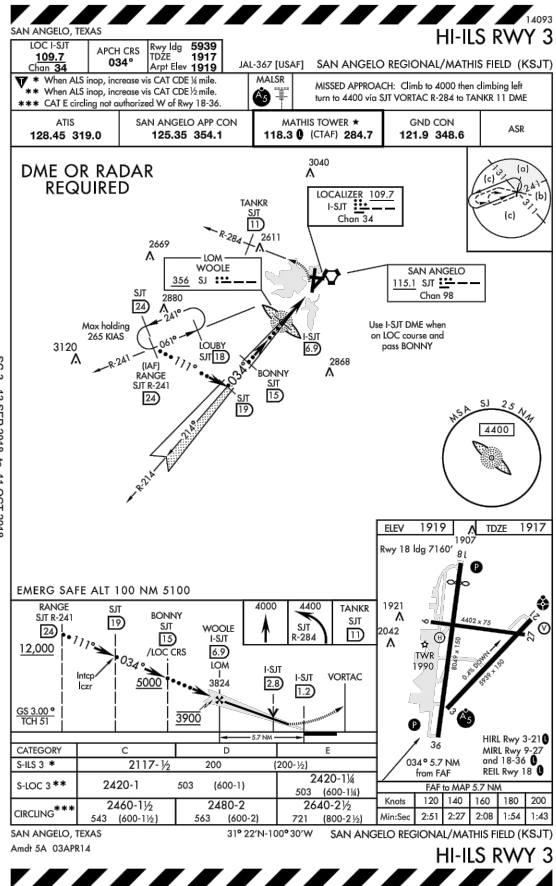 14093
SAN ANGELO, TEXAS
HI-ILS RWY 3
LOC I-SJT
109.7
Chan 34
APCH CRS
034°
Rwy ldg 5939
TDZE 1917
Arpt Elev 1919
JAL-367 [USAF]
SAN ANGELO REGIONAL/MATHIS FIELD (KSJT)
T * When ALS inop, increase vis CAT CDE ¼ mile.
** When ALS inop, increase vis CAT CDE ½ mile.
*** CAT E circling not authorized W of Rwy 18-36.
MALSR
A5
MISSED APPROACH: Climb to 4000 then climbing left
turn to 4400 via SJT VORTAC R-284 to TANKR 11 DME
ATIS
128.45 319.0
SAN ANGELO APP CON
125.35 354.1
MATHIS TOWER ★
118.3 L (CTAF) 284.7
GND CON
121.9 348.6
ASR
DME OR RADAR
REQUIRED
3040
LOCALIZER 109.7
I-SJT
Chan 34
(a)
(b)
(c)
(c)
131
241
311
TANKR
SJT
11
R-284
2611
2669
LOM
WOOLE
356 SJ
SAN ANGELO
115.1 SJT
Chan 98
SJT
24
2880
Max holding
265 KIAS
241°
061°
3120
R-241
LOUBY
SJT 18
(IAF)
RANGE
SJT R-241
24
111°
034°
I-SJT
6.9
2868
Use I-SJT DME when
on LOC course and
pass BONNY
BONNY
SJT
15
SJT
19
214°
R-214
MSA SJ 25 NM
4400
ELEV 1919
TDZE 1917
1907
Rwy 18 ldg 7160'
18
P
1921
2042
9
4402 x 75
H
TWR
1990
8049 x 150
0.4% DOWN
5939 x 150
21
V
27
3
A5
P
36
034° 5.7 NM
from FAF
HIRL Rwy 3-21 L
MIRL Rwy 9-27
and 18-36 L
REIL Rwy 18 L
FAF to MAP 5.7 NM
Knots 120 140 160 180 200
Min:Sec 2:51 2:27 2:08 1:54 1:43
EMERG SAFE ALT 100 NM 5100
RANGE
SJT R-241
24
12,000
111°
SJT
19
Intcp
lczr
034°
BONNY
SJT
15
/LOC CRS
5000
WOOLE
I-SJT
6.9
LOM
3824
3900
4000
4400
SJT
R-284
TANKR
SJT
11
I-SJT
2.8
I-SJT
1.2
VORTAC
GS 3.00°
TCH 51
5.7 NM
CATEGORY C D E
S-ILS 3 * 2117-½ 200 (200-½)
S-LOC 3 ** 2420-1 503 (600-1) 2420-1¼ 503 (600-1¼)
CIRCLING *** 2460-1½ 543 (600-1½) 2480-2 563 (600-2) 2640-2½ 721 (800-2½)
SAN ANGELO, TEXAS
Amdt 5A 03APR14
31°22'N-100°30'W
SAN ANGELO REGIONAL/MATHIS FIELD (KSJT)
HI-ILS RWY 3